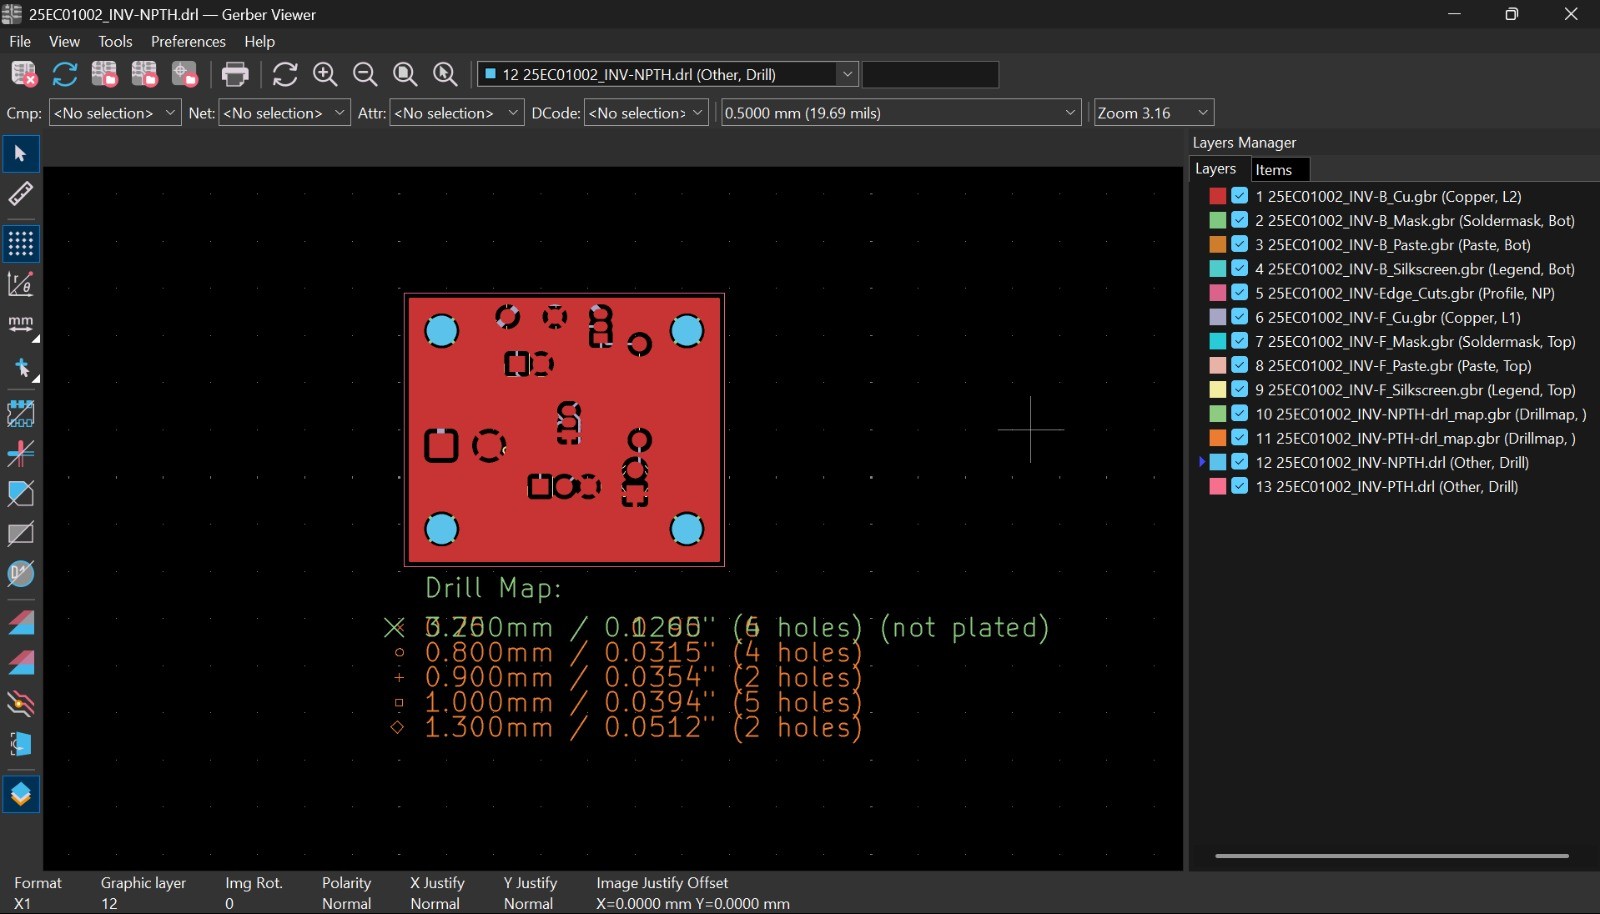 25EC01002_INV-NPTH.drl — Gerber Viewer
File View Tools Preferences Help
12 25EC01002_INV-NPTH.drl (Other, Drill)
Cmp: <No selection> Net: <No selection> Attr: <No selection> DCode: <No selection> 0.5000 mm (19.69 mils) Zoom 3.16
mm
Drill Map:
(not plated)
0.800mm / 0.0315" (4 holes)
0.900mm / 0.0354" (2 holes)
1.000mm / 0.0394" (5 holes)
1.300mm / 0.0512" (2 holes)
Layers Manager
Layers Items
1 25EC01002_INV-B_Cu.gbr (Copper, L2)
2 25EC01002_INV-B_Mask.gbr (Soldermask, Bot)
3 25EC01002_INV-B_Paste.gbr (Paste, Bot)
4 25EC01002_INV-B_Silkscreen.gbr (Legend, Bot)
5 25EC01002_INV-Edge_Cuts.gbr (Profile, NP)
6 25EC01002_INV-F_Cu.gbr (Copper, L1)
7 25EC01002_INV-F_Mask.gbr (Soldermask, Top)
8 25EC01002_INV-F_Paste.gbr (Paste, Top)
9 25EC01002_INV-F_Silkscreen.gbr (Legend, Top)
10 25EC01002_INV-NPTH-drl_map.gbr (Drillmap, )
11 25EC01002_INV-PTH-drl_map.gbr (Drillmap, )
12 25EC01002_INV-NPTH.drl (Other, Drill)
13 25EC01002_INV-PTH.drl (Other, Drill)
Format Graphic layer Img Rot. Polarity X Justify Y Justify Image Justify Offset
X1 12 0 Normal Normal Normal X=0.0000 mm Y=0.0000 mm